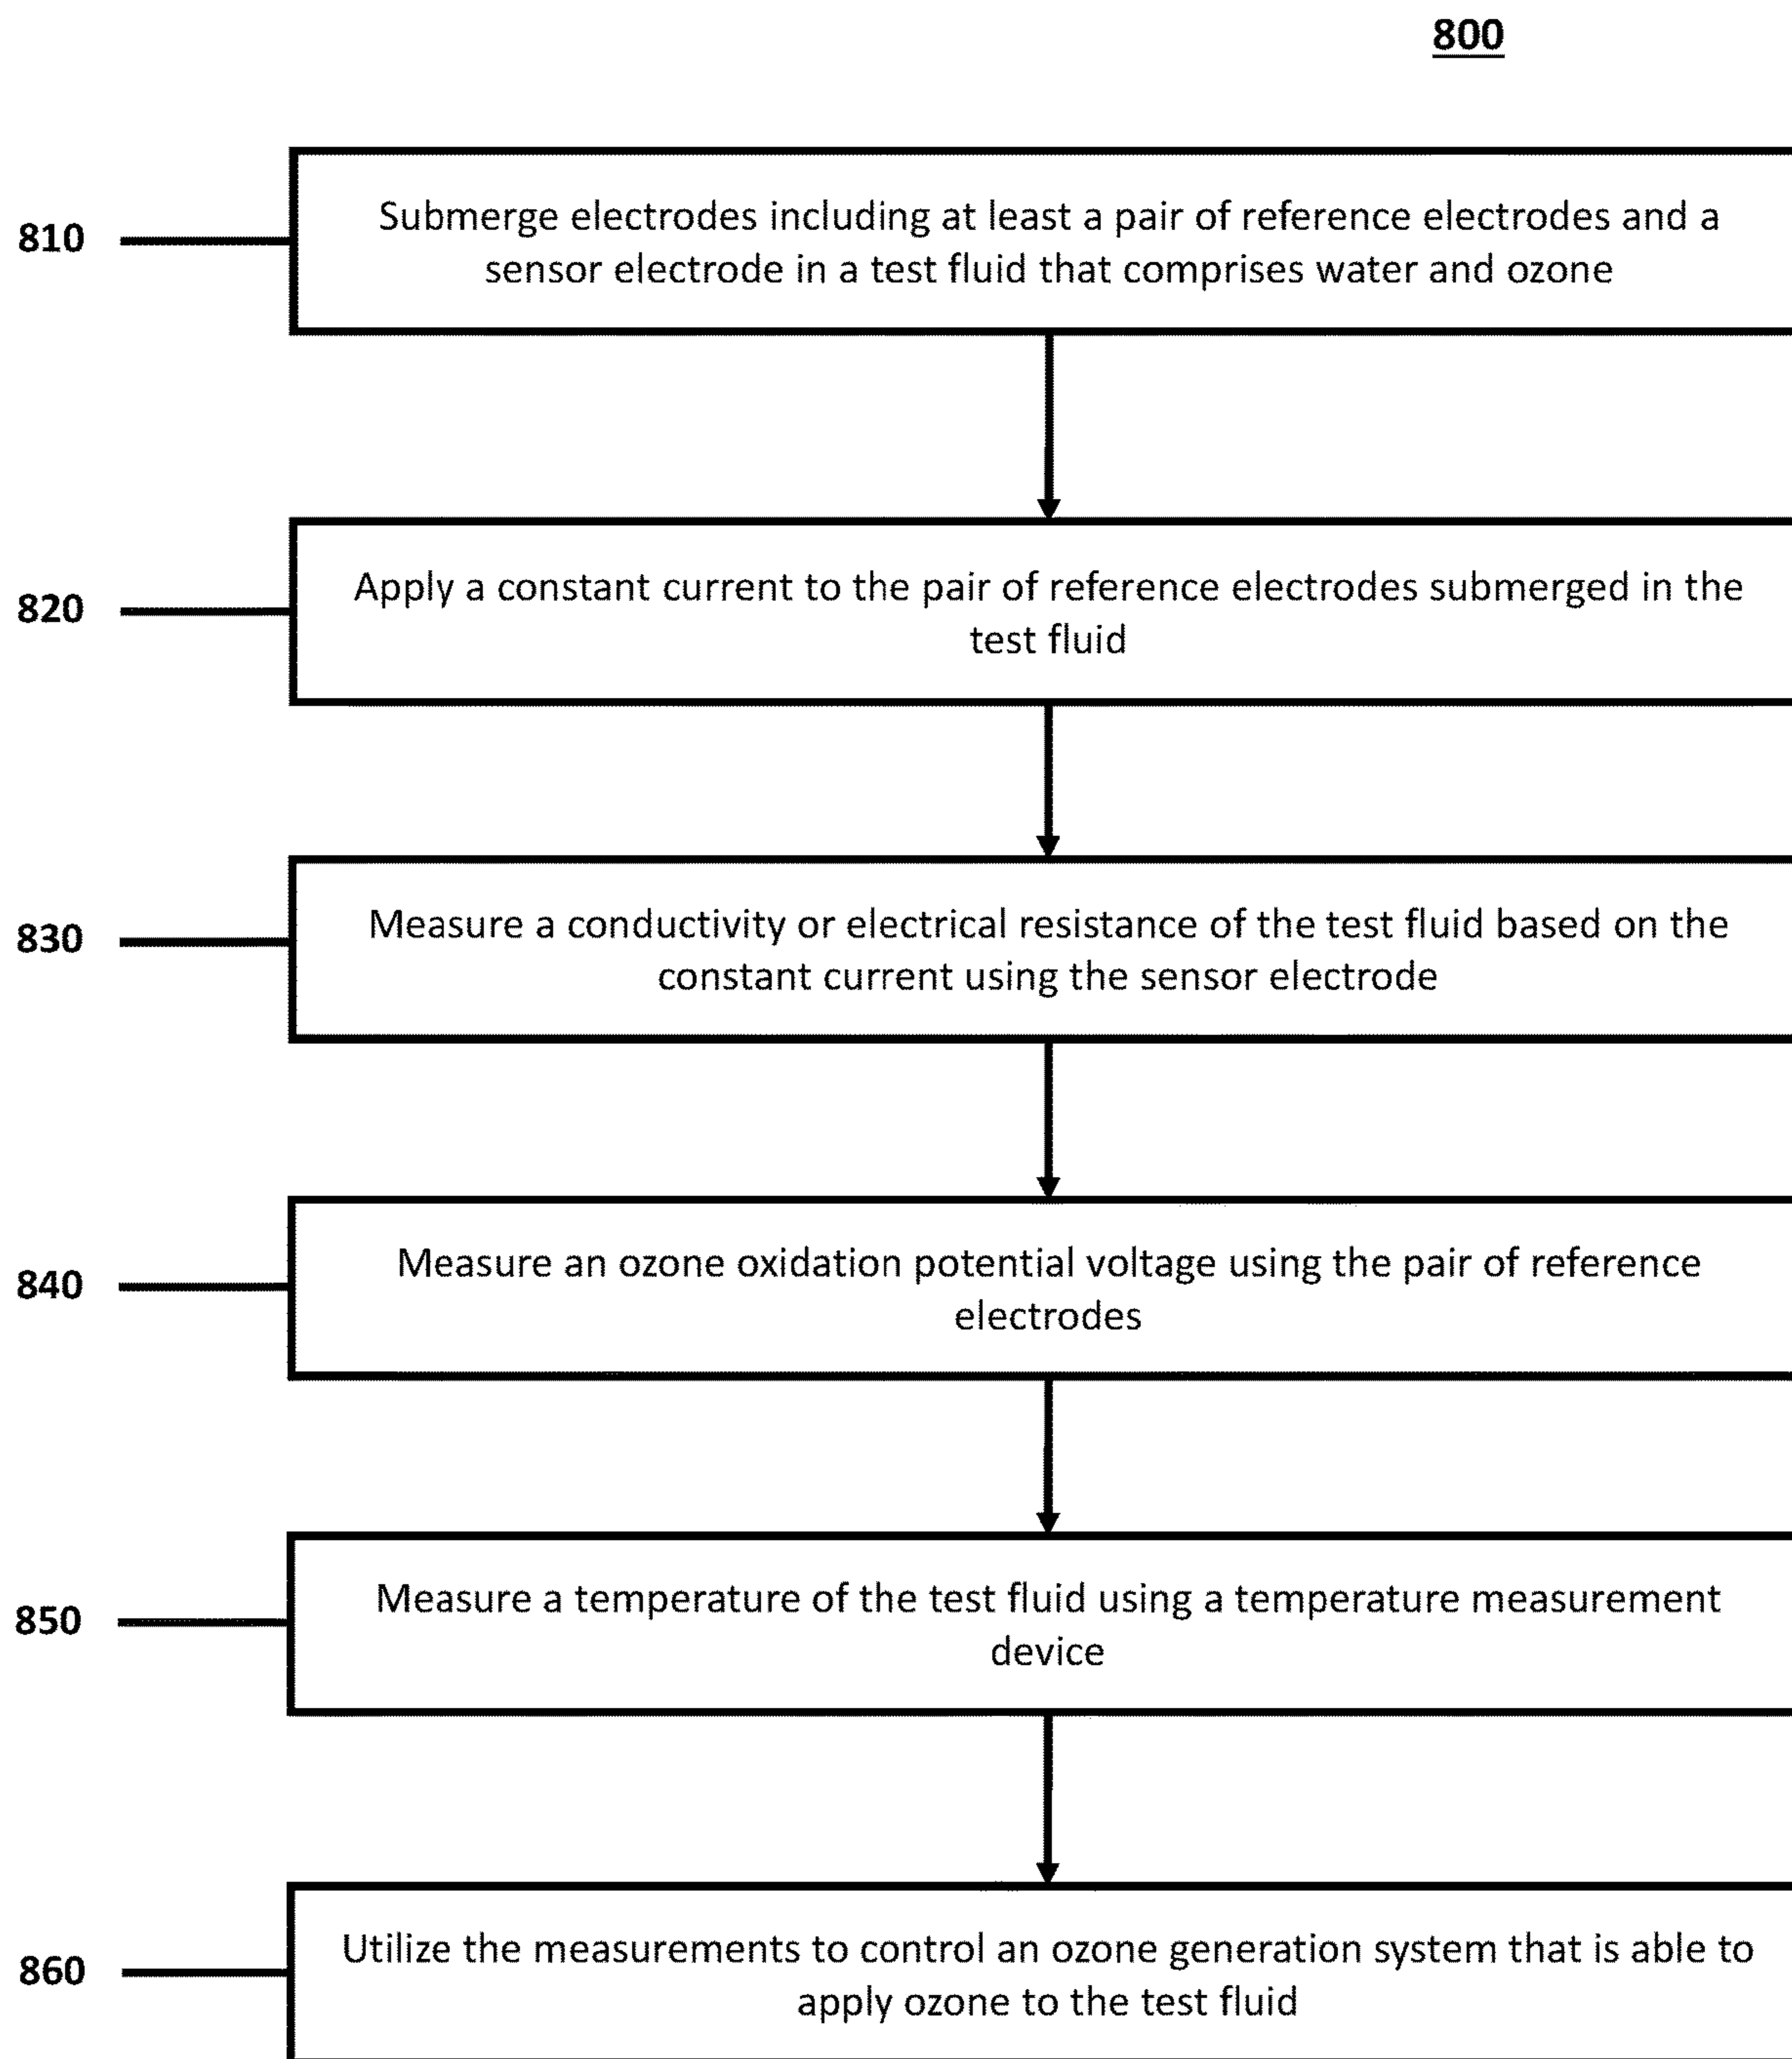 800
810
Submerge electrodes including at least a pair of reference electrodes and a
sensor electrode in a test fluid that comprises water and ozone
820
Apply a constant current to the pair of reference electrodes submerged in the
test fluid
830
Measure a conductivity or electrical resistance of the test fluid based on the
constant current using the sensor electrode
840
Measure an ozone oxidation potential voltage using the pair of reference
electrodes
850
Measure a temperature of the test fluid using a temperature measurement
device
860
Utilize the measurements to control an ozone generation system that is able to
apply ozone to the test fluid